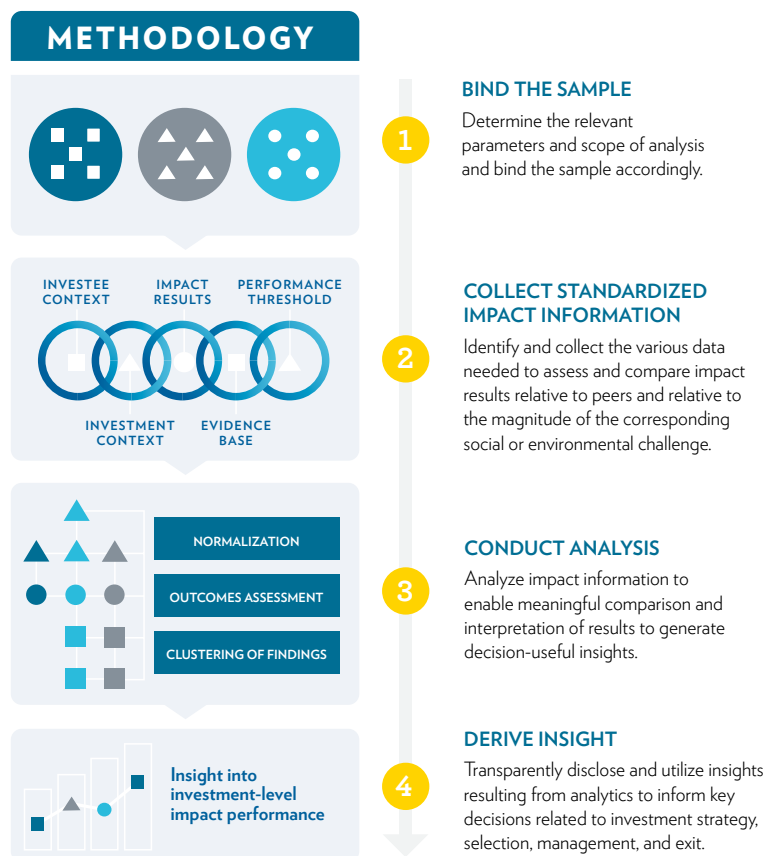 METHODOLOGY
1
BIND THE SAMPLE
Determine the relevant
parameters and scope of analysis
and bind the sample accordingly.
INVESTEE
CONTEXT
IMPACT
RESULTS
PERFORMANCE
THRESHOLD
INVESTMENT
CONTEXT
EVIDENCE
BASE
2
COLLECT STANDARDIZED
IMPACT INFORMATION
Identify and collect the various data
needed to assess and compare impact
results relative to peers and relative to
the magnitude of the corresponding
social or environmental challenge.
NORMALIZATION
OUTCOMES ASSESSMENT
CLUSTERING OF FINDINGS
3
CONDUCT ANALYSIS
Analyze impact information to
enable meaningful comparison and
interpretation of results to generate
decision-useful insights.
Insight into
investment-level
impact performance
4
DERIVE INSIGHT
Transparently disclose and utilize insights
resulting from analytics to inform key
decisions related to investment strategy,
selection, management, and exit.